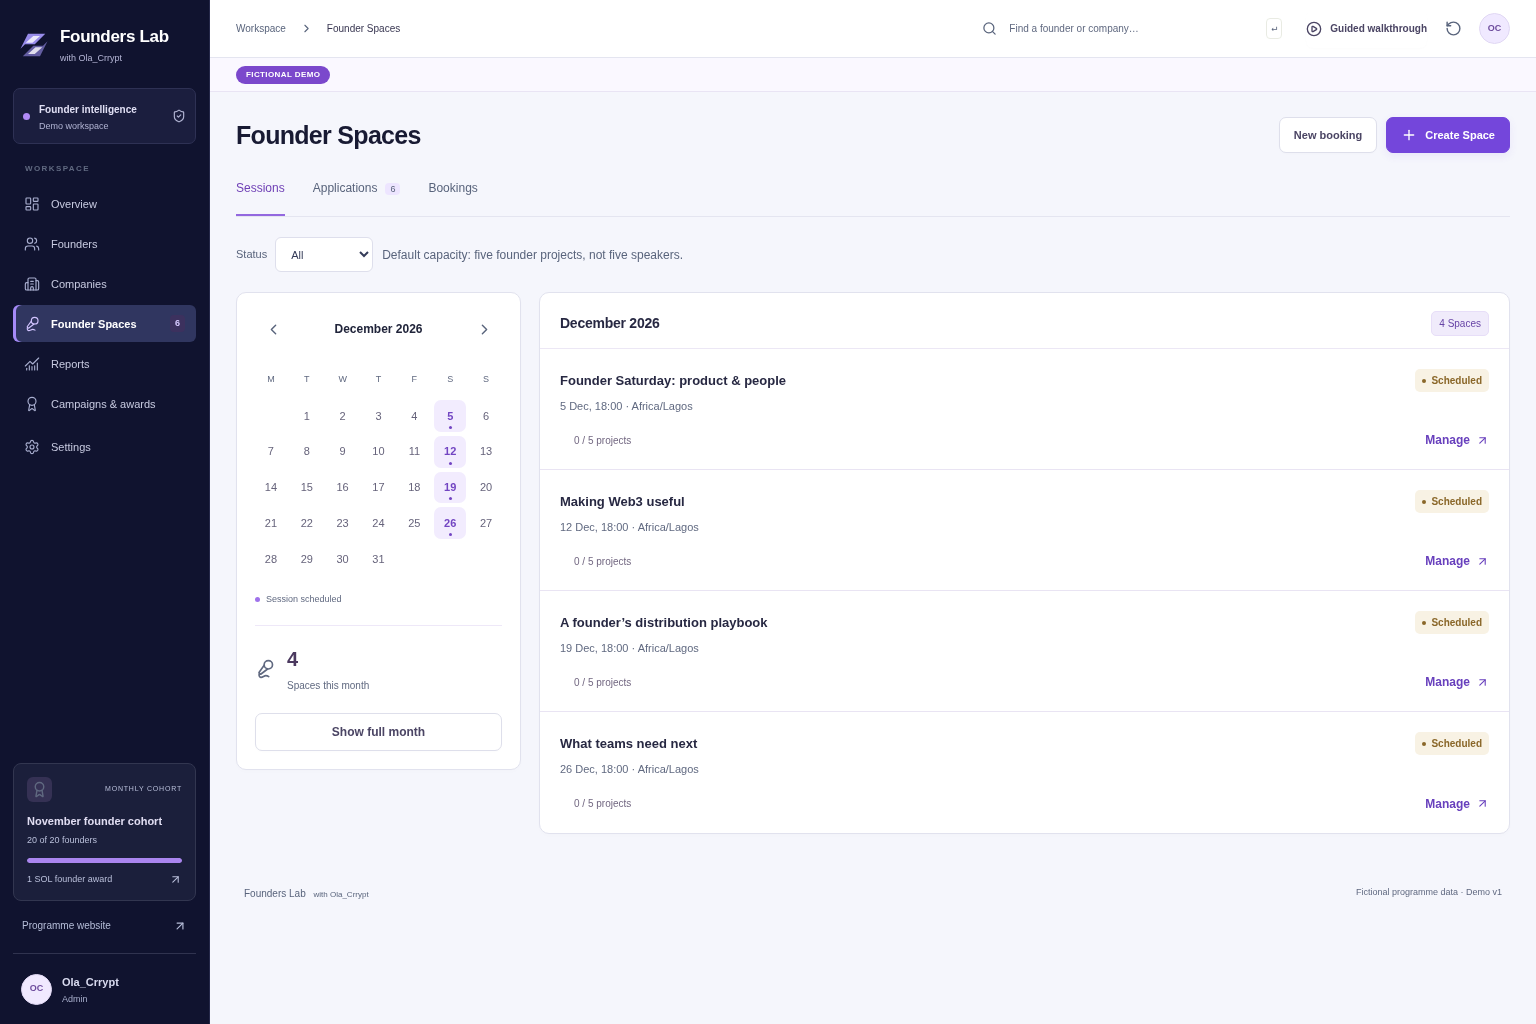 Founders Lab
with Ola_Crrypt
Founder intelligence
Demo workspace
WORKSPACE
Overview
Founders
Companies
Founder Spaces 6
Reports
Campaigns & awards
Settings
MONTHLY COHORT
November founder cohort
20 of 20 founders
1 SOL founder award
Programme website
OC
Ola_Crrypt
Admin
Workspace Founder Spaces
Find a founder or company…
↵
Guided walkthrough
OC
FICTIONAL DEMO
Founder Spaces
New booking
Create Space
Sessions Applications 6 Bookings
Status All Default capacity: five founder projects, not five speakers.
December 2026
M T W T F S S
1 2 3 4 5 6
7 8 9 10 11 12 13
14 15 16 17 18 19 20
21 22 23 24 25 26 27
28 29 30 31
Session scheduled
4
Spaces this month
Show full month
December 2026 4 Spaces
Founder Saturday: product & people Scheduled
5 Dec, 18:00 · Africa/Lagos
0 / 5 projects Manage
Making Web3 useful Scheduled
12 Dec, 18:00 · Africa/Lagos
0 / 5 projects Manage
A founder’s distribution playbook Scheduled
19 Dec, 18:00 · Africa/Lagos
0 / 5 projects Manage
What teams need next Scheduled
26 Dec, 18:00 · Africa/Lagos
0 / 5 projects Manage
Founders Lab with Ola_Crrypt
Fictional programme data · Demo v1